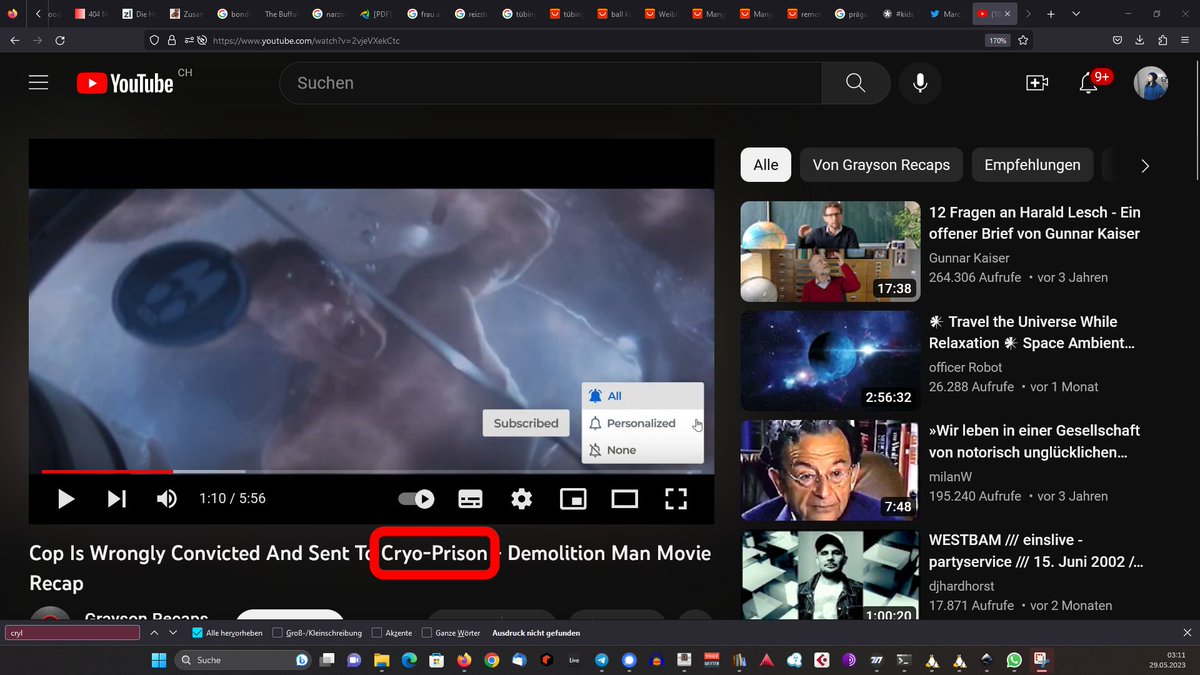 404 N
Die H
Zusan
bondi
The Buffal
narzis
[PDF]
frau a
reizst
tübin
tübin
ball k
Weibl
Many
Many
remot
prägu
#kids
Marc
https://www.youtube.com/watch?v=2vjeVXekCtc
170%
YouTube CH
Suchen
9+
Alle
Von Grayson Recaps
Empfehlungen
12 Fragen an Harald Lesch - Ein
offener Brief von Gunnar Kaiser
Gunnar Kaiser
264.306 Aufrufe • vor 3 Jahren
17:38
Travel the Universe While
Relaxation ☀ Space Ambient...
officer Robot
26.288 Aufrufe • vor 1 Monat
2:56:32
»Wir leben in einer Gesellschaft
von notorisch unglücklichen...
milanW
195.240 Aufrufe • vor 3 Jahren
7:48
WESTBAM /// einslive -
partyservice /// 15. Juni 2002 /...
djhardhorst
17.871 Aufrufe • vor 2 Monaten
1:00:20
All
Subscribed
Personalized
None
1:10 / 5:56
Cop Is Wrongly Convicted And Sent To Cryo-Prison - Demolition Man Movie
Recap
Grayson Recaps
cryl
Alle hervorheben
Groß-/Kleinschreibung
Akzente
Ganze Wörter
Ausdruck nicht gefunden
Suche
Live
03:11
29.05.2023